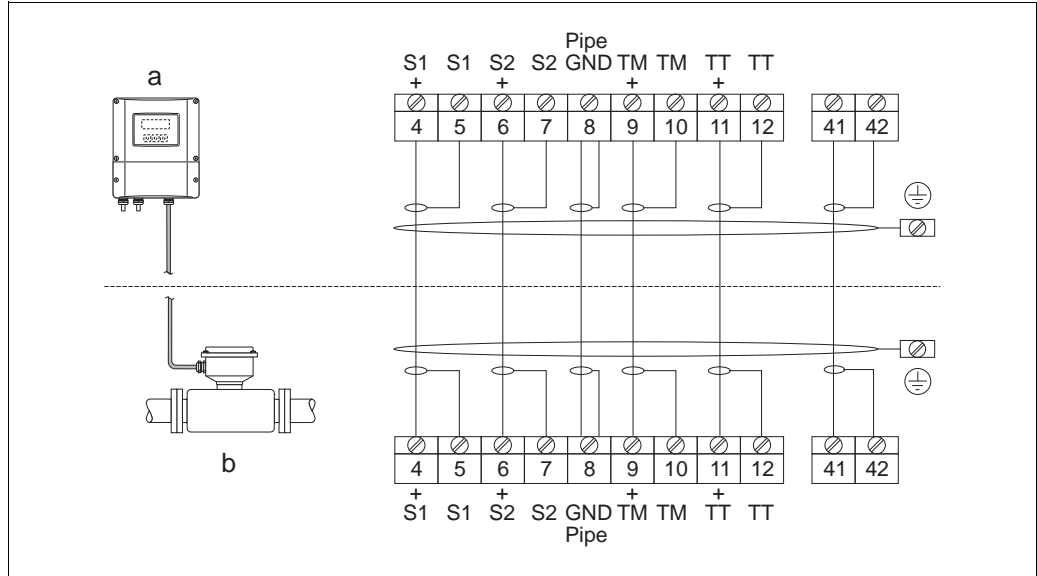 a
Pipe
S1 S1 S2 S2 GND TM TM TT TT
+ + + +
4 5 6 7 8 9 10 11 12 41 42
b
4 5 6 7 8 9 10 11 12 41 42
+ + + +
S1 S1 S2 S2 GND TM TM TT TT
Pipe